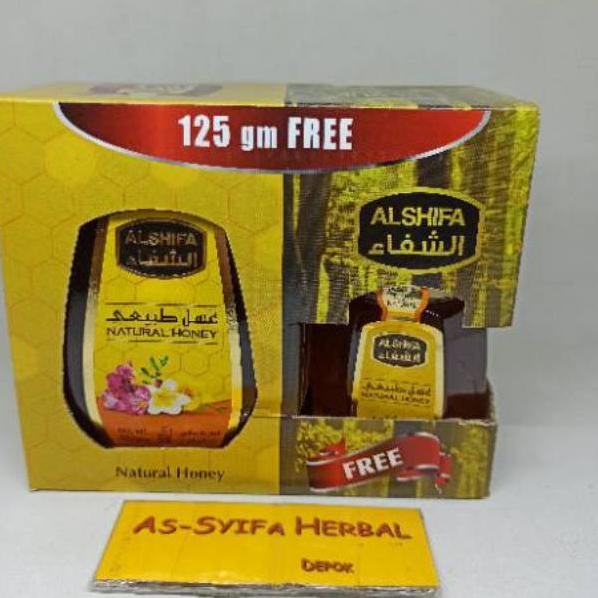 125 gm FREE
ALSHIFA
الشفاء
ALSHIFA
الشفاء
عسل طبيعي
NATURAL HONEY
ALSHIFA
الشفاء
عسل طبيعي
NATURAL HONEY
FREE
Natural Honey
AS-SYIFA HERBAL
DEPOK